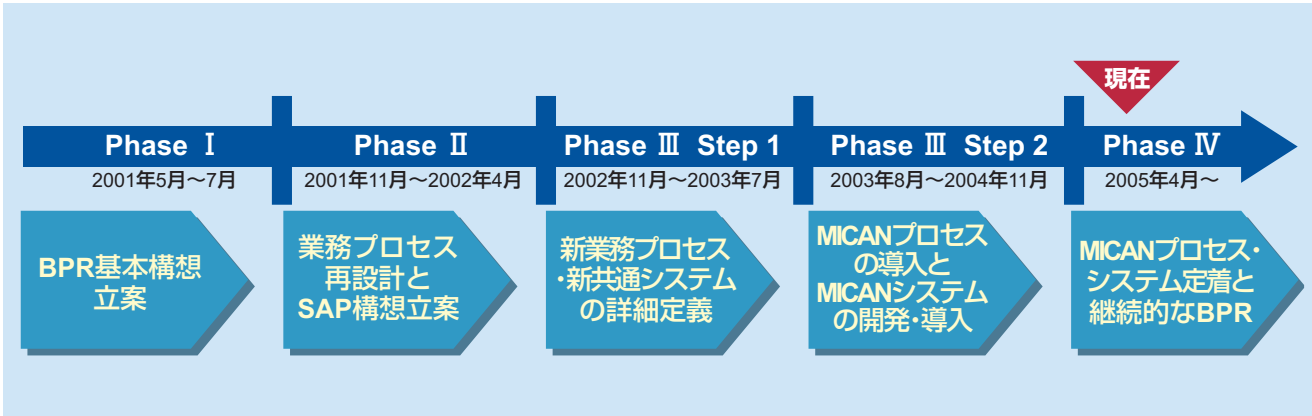 現在
Phase Ⅰ
2001年5月〜7月
BPR基本構想
立案
Phase Ⅱ
2001年11月〜2002年4月
業務プロセス
再設計と
SAP構想立案
Phase Ⅲ Step 1
2002年11月〜2003年7月
新業務プロセス
・新共通システム
の詳細定義
Phase Ⅲ Step 2
2003年8月〜2004年11月
MICANプロセス
の導入と
MICANシステム
の開発・導入
Phase Ⅳ
2005年4月〜
MICANプロセス・
システム定着と
継続的なBPR